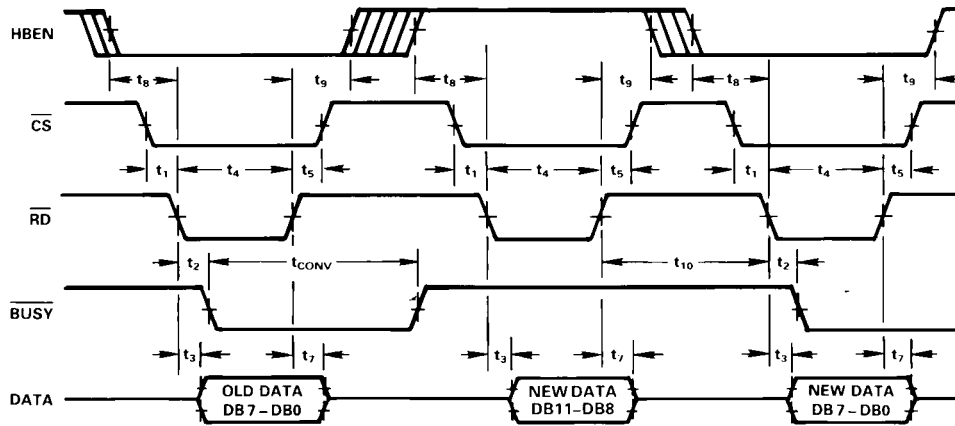 HBEN
t8 t9 t8 t9 t8 t9
CS
t1 t4 t5 t1 t4 t5 t1 t4 t5
RD
t2 tCONV t10 t2
BUSY
t3 t7 t3 t7 t3 t7
DATA
OLD DATA
DB7–DB0
NEW DATA
DB11–DB8
NEW DATA
DB7–DB0